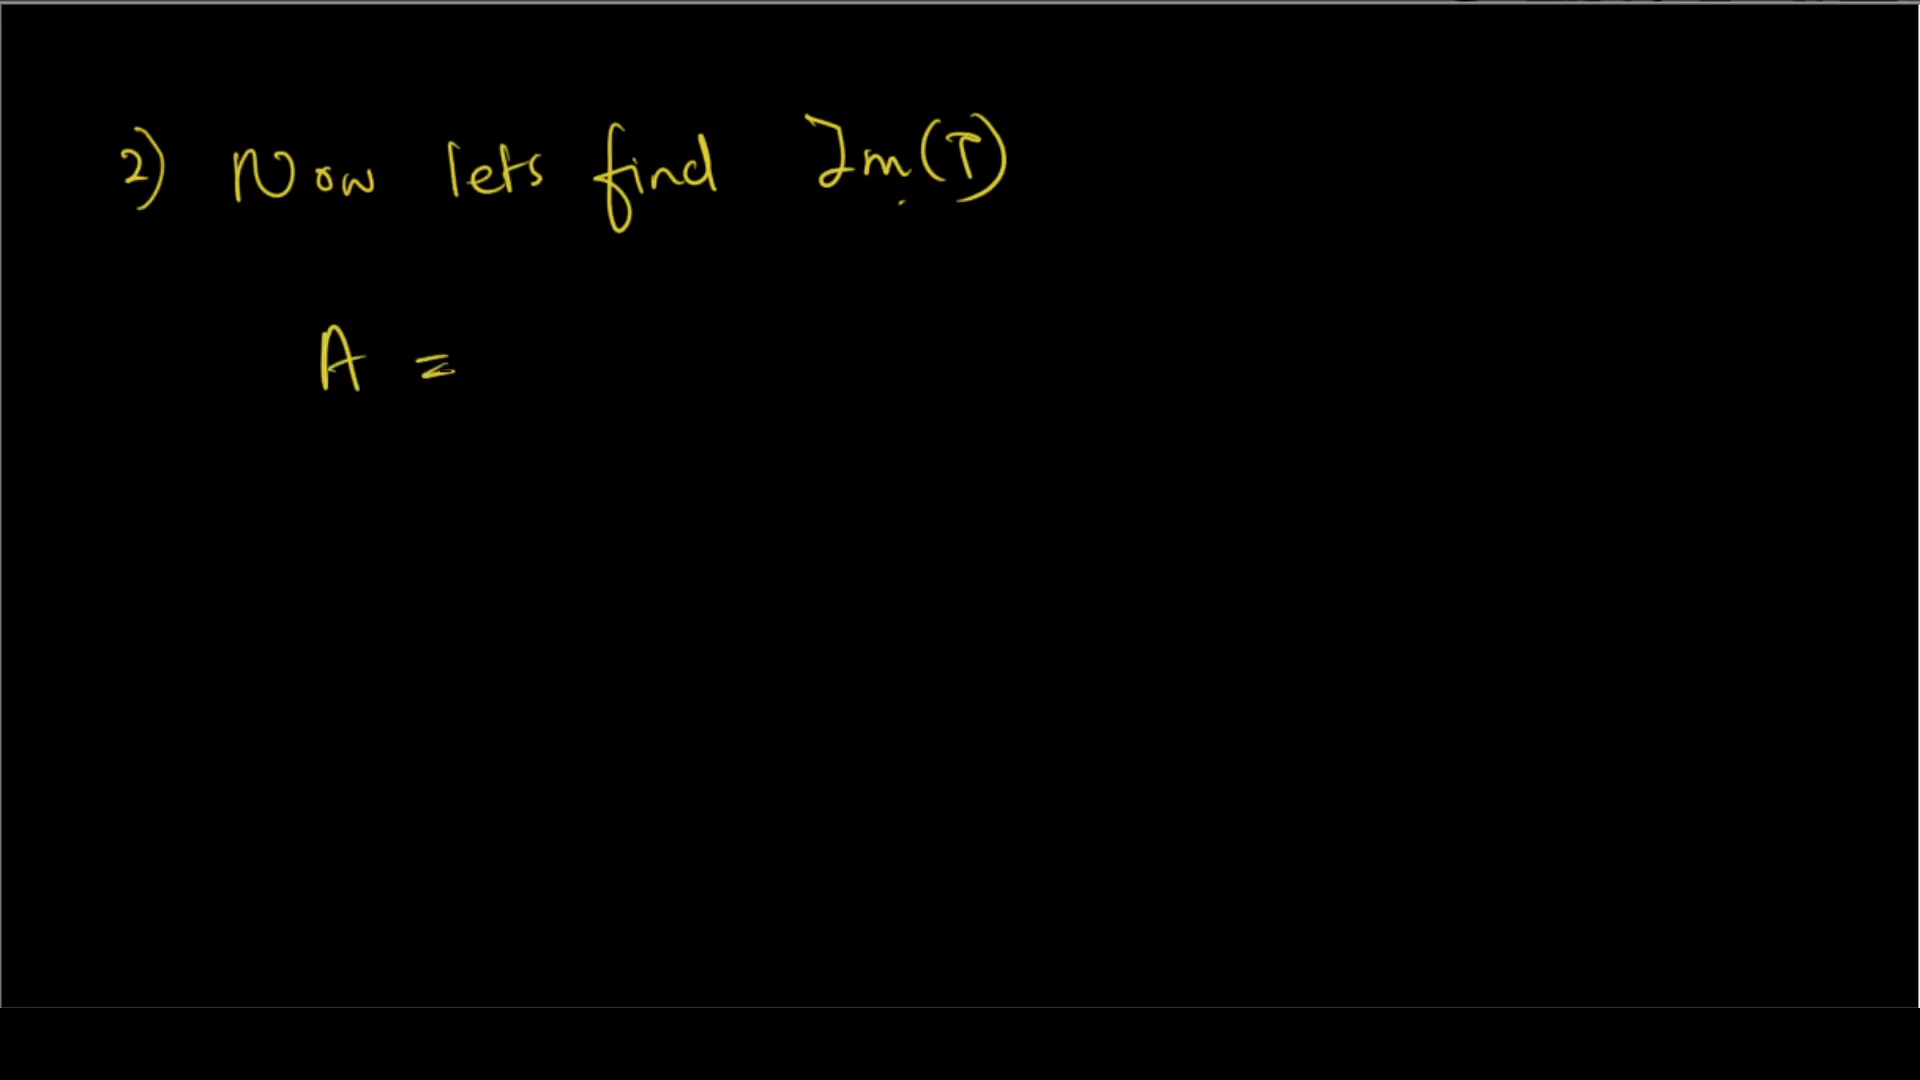 2) Now lets find Im(T)
A =